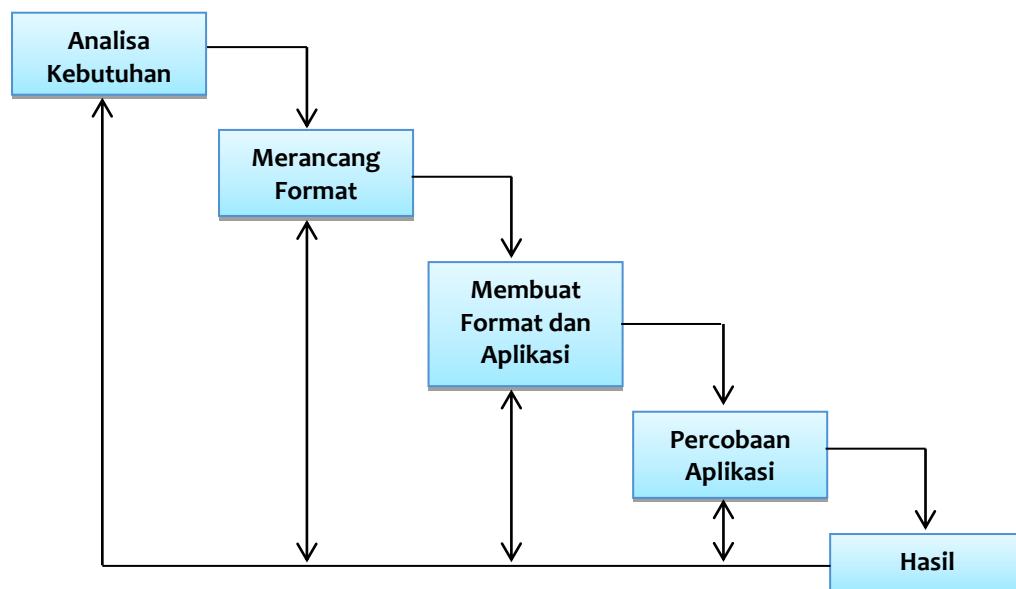 Analisa
Kebutuhan
Merancang
Format
Membuat
Format dan
Aplikasi
Percobaan
Aplikasi
Hasil